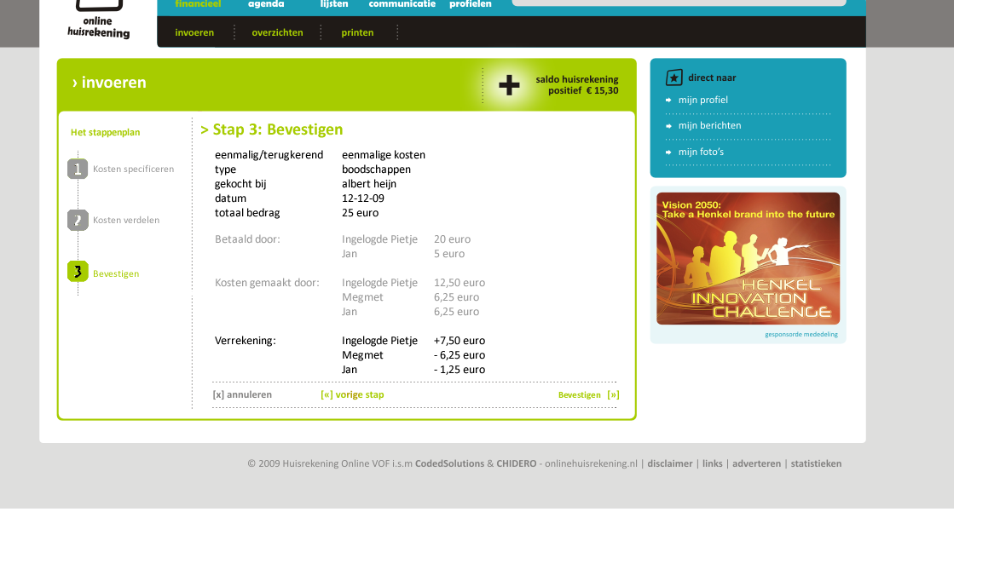 financieel agenda lijsten communicatie profielen
online
huisrekening
invoeren overzichten printen
› invoeren
saldo huisrekening
positief € 15,30
Het stappenplan
1 Kosten specificeren
2 Kosten verdelen
3 Bevestigen
> Stap 3: Bevestigen
eenmalig/terugkerend eenmalige kosten
type boodschappen
gekocht bij albert heijn
datum 12-12-09
totaal bedrag 25 euro
Betaald door: Ingelogde Pietje 20 euro
Jan 5 euro
Kosten gemaakt door: Ingelogde Pietje 12,50 euro
Megmet 6,25 euro
Jan 6,25 euro
Verrekening: Ingelogde Pietje +7,50 euro
Megmet - 6,25 euro
Jan - 1,25 euro
[x] annuleren [«] vorige stap Bevestigen [»]
direct naar
mijn profiel
mijn berichten
mijn foto's
Vision 2050:
Take a Henkel brand into the future
HENKEL
INNOVATION
CHALLENGE
gesponsorde mededeling
© 2009 Huisrekening Online VOF i.s.m CodedSolutions & CHIDERO - onlinehuisrekening.nl | disclaimer | links | adverteren | statistieken